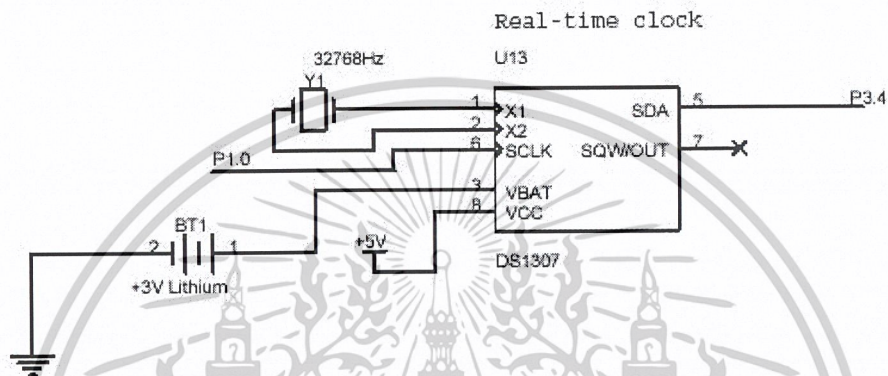 Real-time clock
32768Hz
U13
Y1
1
X1
SDA
5
P3.4
2
X2
6
SCLK
SQW/OUT
7
P1.0
3
VBAT
8
VCC
BT1
+5V
2
1
DS1307
+3V Lithium